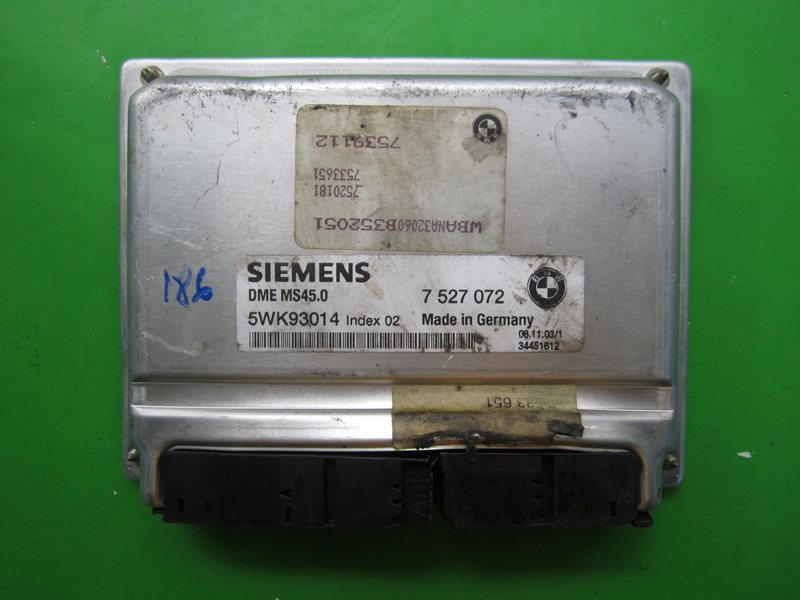 7539112
7533651
7520181
WBANA32060B352051
186
SIEMENS
DME MS45.0 7 527 072
5WK93014 Index 02 Made in Germany
06.11.03/1
34451612
651